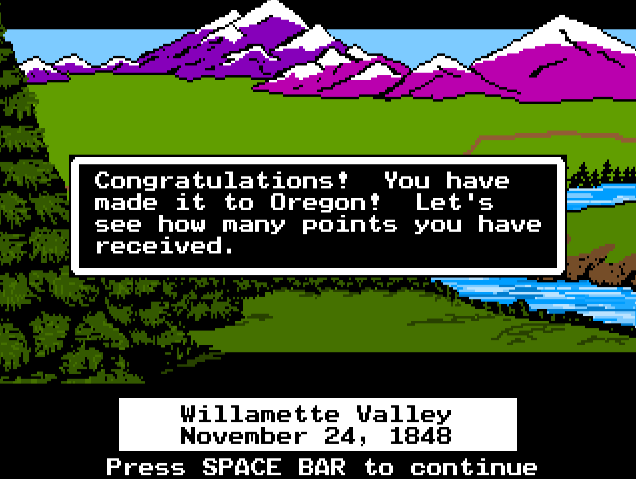 Congratulations!  You have
made it to Oregon!  Let's
see how many points you have
received.
Willamette Valley
November 24, 1848
Press SPACE BAR to continue